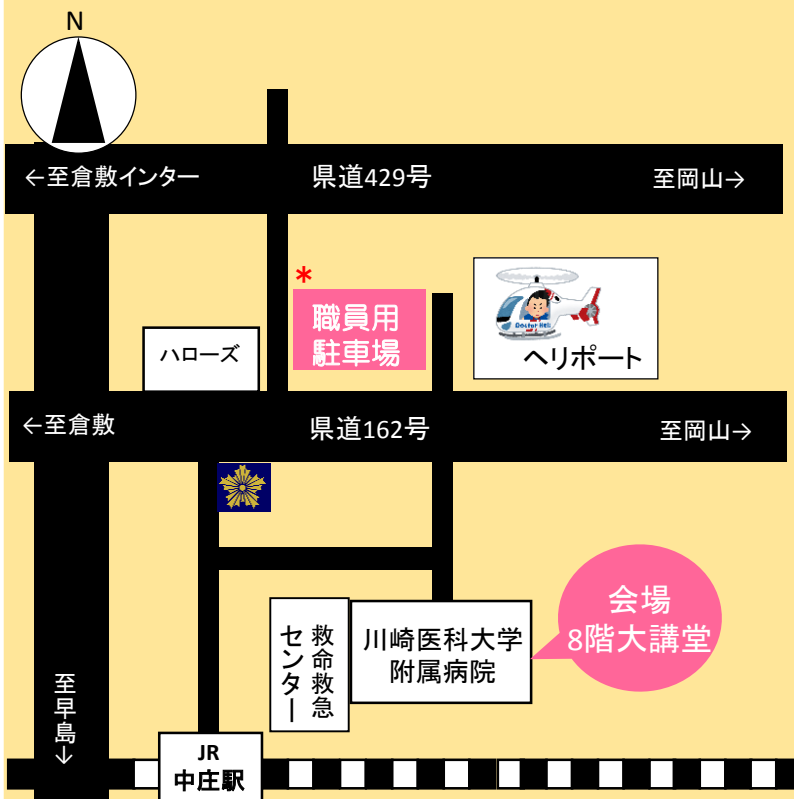 N
←至倉敷インター
県道429号
至岡山→
*
職員用
駐車場
Doctor Heli
ヘリポート
ハローズ
←至倉敷
県道162号
至岡山→
会場
8階大講堂
救命救急
センター
川崎医科大学
附属病院
至早島→
JR
中庄駅